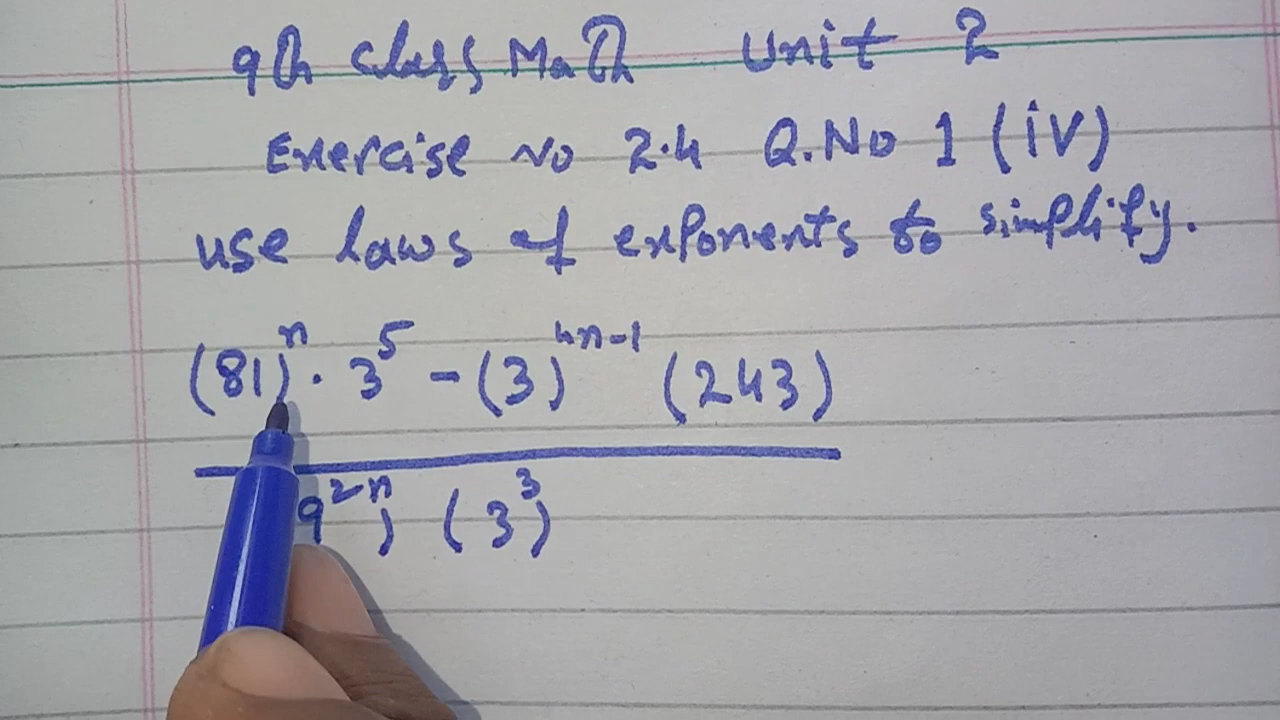 9th class Math Unit 2
Exercise No 2.4 Q.No 1 (iv)
use laws of exponents to simplify.
(81)^n . 3^5 - (3)^4n-1 (243)
9^2n) (3^3)